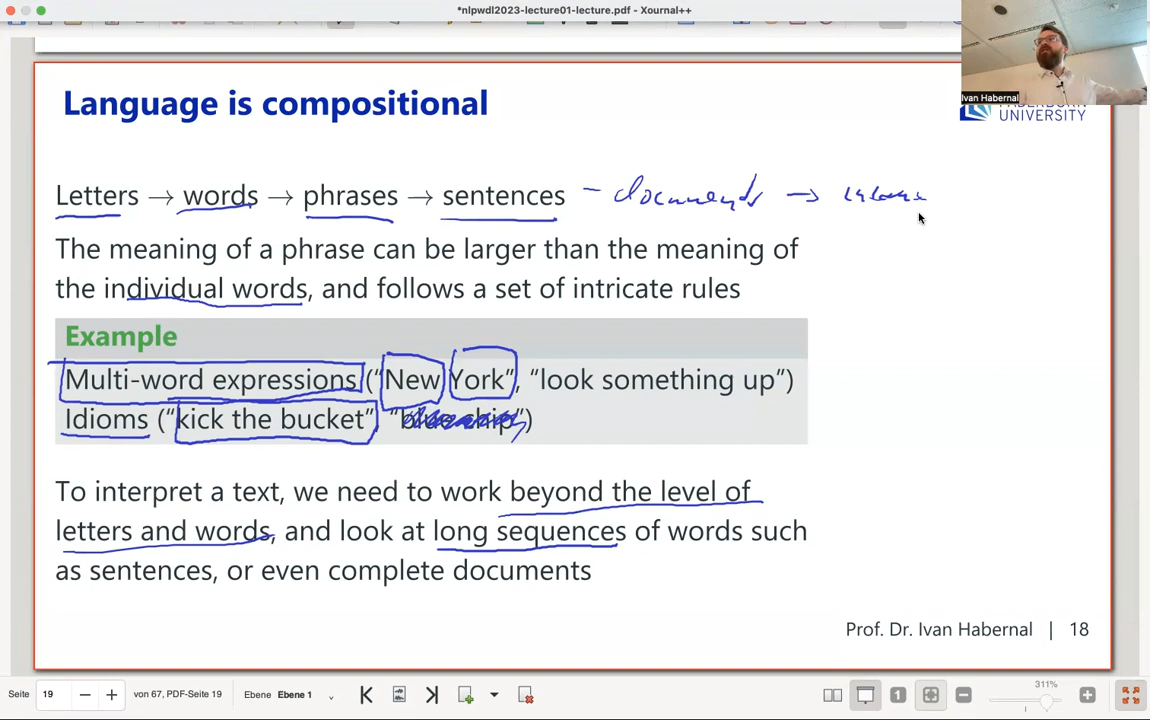 *nlpwdl2023-lecture01-lecture.pdf - Xournal++
Ivan Habernal
UNIVERSITY
Language is compositional
Letters → words → phrases → sentences - documents →
The meaning of a phrase can be larger than the meaning of
the individual words, and follows a set of intricate rules
Example
Multi-word expressions (“New York”, “look something up”)
Idioms (“kick the bucket” “blue chip”)
To interpret a text, we need to work beyond the level of
letters and words, and look at long sequences of words such
as sentences, or even complete documents
Prof. Dr. Ivan Habernal | 18
Seite 19 von 67, PDF-Seite 19 Ebene Ebene 1 1 311%